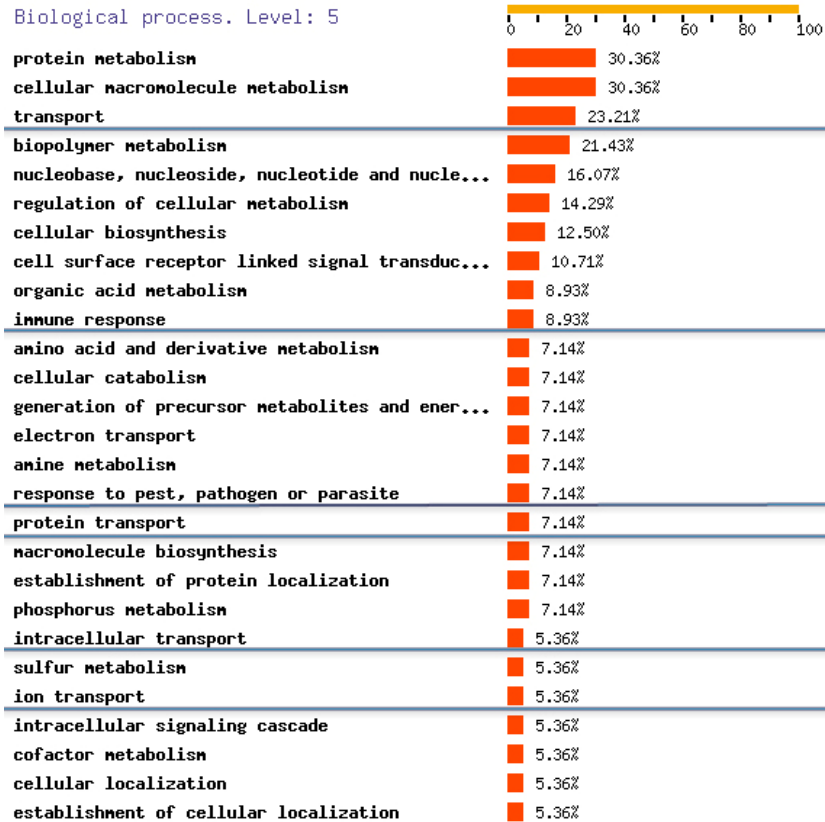 Biological process. Level: 5
0 20 40 60 80 100
protein metabolism 30.36%
cellular macromolecule metabolism 30.36%
transport 23.21%
biopolymer metabolism 21.43%
nucleobase, nucleoside, nucleotide and nucle... 16.07%
regulation of cellular metabolism 14.29%
cellular biosynthesis 12.50%
cell surface receptor linked signal transduc... 10.71%
organic acid metabolism 8.93%
immune response 8.93%
amino acid and derivative metabolism 7.14%
cellular catabolism 7.14%
generation of precursor metabolites and ener... 7.14%
electron transport 7.14%
amine metabolism 7.14%
response to pest, pathogen or parasite 7.14%
protein transport 7.14%
macromolecule biosynthesis 7.14%
establishment of protein localization 7.14%
phosphorus metabolism 7.14%
intracellular transport 5.36%
sulfur metabolism 5.36%
ion transport 5.36%
intracellular signaling cascade 5.36%
cofactor metabolism 5.36%
cellular localization 5.36%
establishment of cellular localization 5.36%